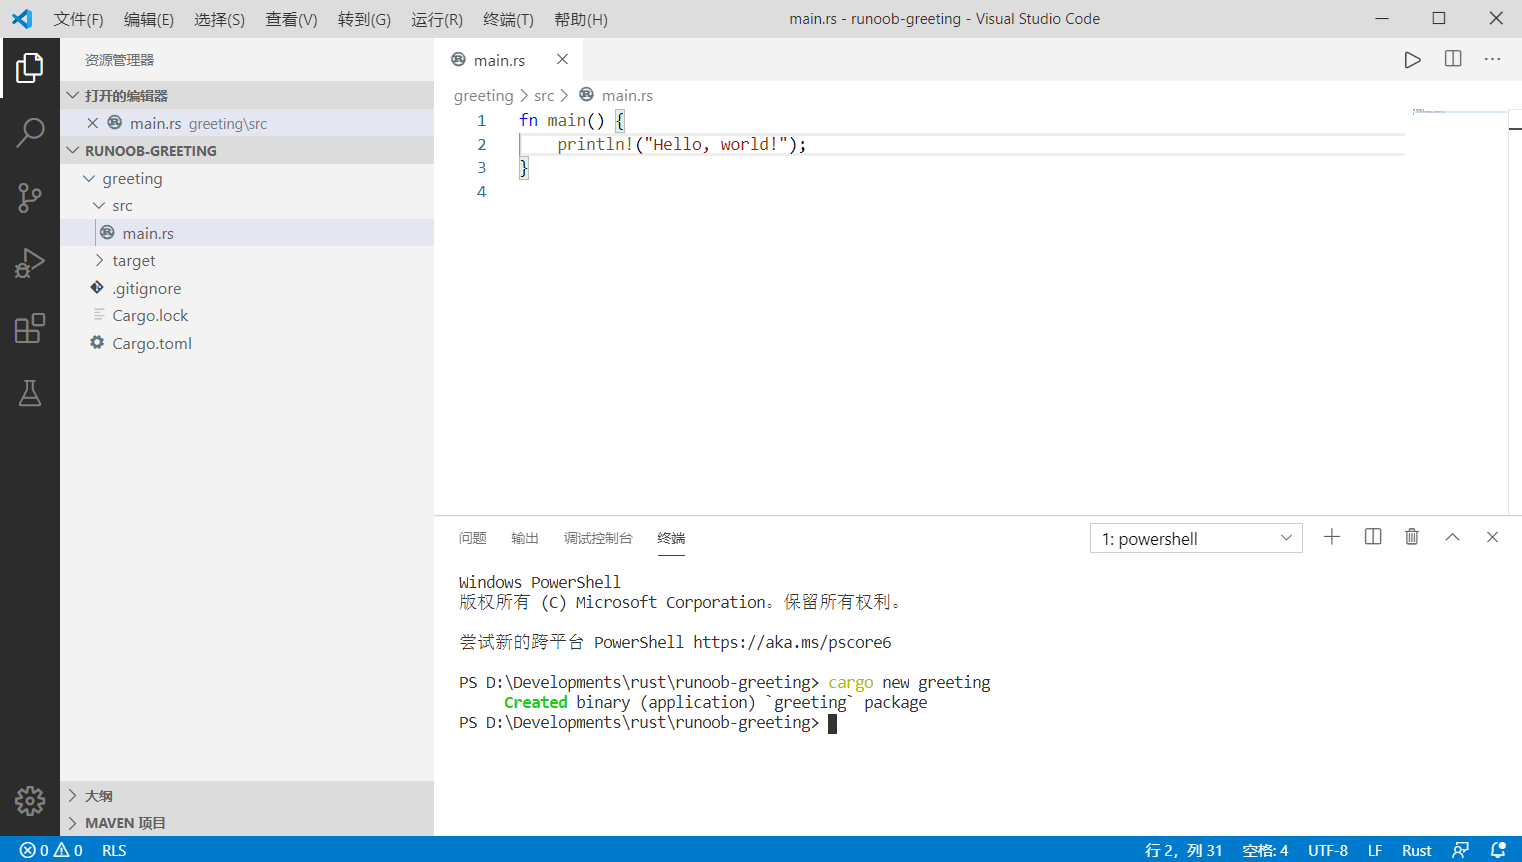 文件(F) 编辑(E) 选择(S) 查看(V) 转到(G) 运行(R) 终端(T) 帮助(H) main.rs - runoob-greeting - Visual Studio Code
资源管理器
打开的编辑器
main.rs greeting\src
RUNOOB-GREETING
greeting
src
main.rs
target
.gitignore
Cargo.lock
Cargo.toml
大纲
MAVEN 项目
main.rs
greeting > src > main.rs
1 fn main() {
2 println!("Hello, world!");
3 }
4
问题 输出 调试控制台 终端 1: powershell
Windows PowerShell
版权所有 (C) Microsoft Corporation。保留所有权利。
尝试新的跨平台 PowerShell https://aka.ms/pscore6
PS D:\Developments\rust\runoob-greeting> cargo new greeting
Created binary (application) `greeting` package
PS D:\Developments\rust\runoob-greeting>
0 0 RLS 行 2，列 31 空格: 4 UTF-8 LF Rust